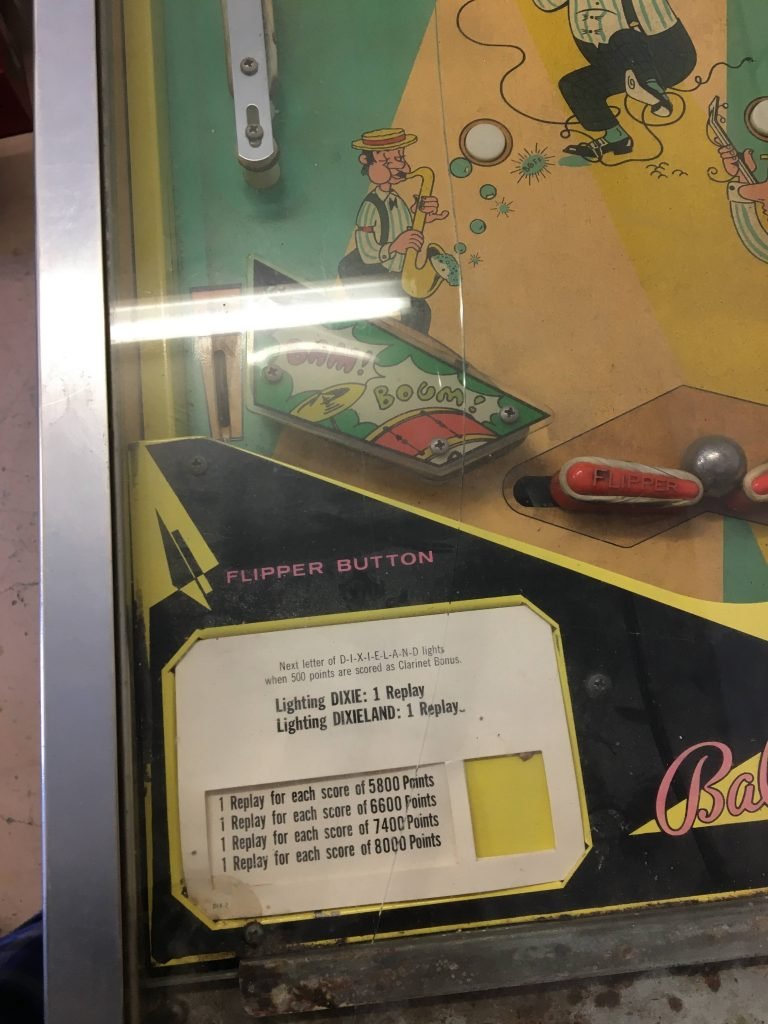 BAM!
BOUM!
FLIPPER
FLIPPER BUTTON
Next letter of D-I-X-I-E-L-A-N-D lights
when 500 points are scored as Clarinet Bonus.
Lighting DIXIE: 1 Replay
Lighting DIXIELAND: 1 Replay
Bal
1 Replay for each score of 5800 Points
1 Replay for each score of 6600 Points
1 Replay for each score of 7400 Points
1 Replay for each score of 8000 Points